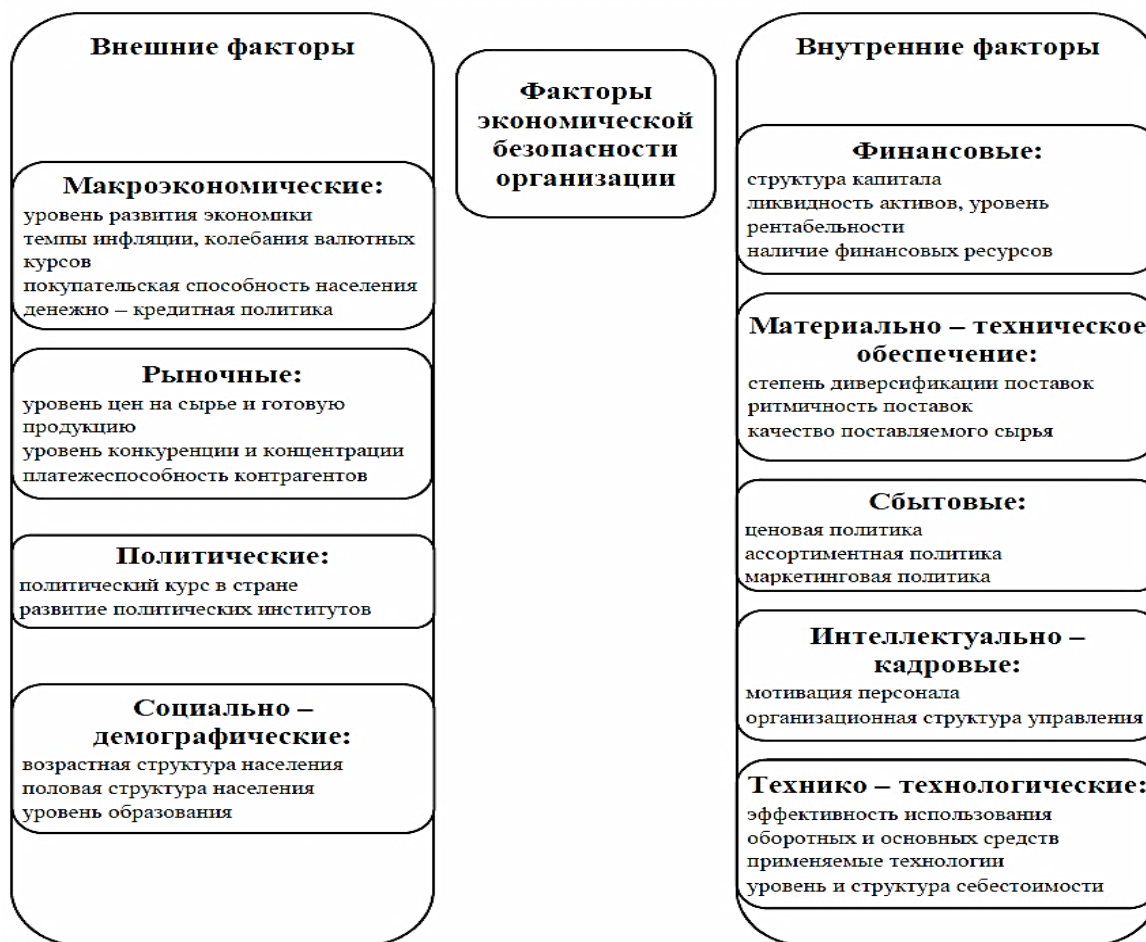 Внешние факторы
Макроэкономические:
уровень развития экономики
темпы инфляции, колебания валютных
курсов
покупательская способность населения
денежно – кредитная политика
Рыночные:
уровень цен на сырье и готовую
продукцию
уровень конкуренции и концентрации
платежеспособность контрагентов
Политические:
политический курс в стране
развитие политических институтов
Социально –
демографические:
возрастная структура населения
половая структура населения
уровень образования
Факторы
экономической
безопасности
организации
Внутренние факторы
Финансовые:
структура капитала
ликвидность активов, уровень
рентабельности
наличие финансовых ресурсов
Материально – техническое
обеспечение:
степень диверсификации поставок
ритмичность поставок
качество поставляемого сырья
Сбытовые:
ценовая политика
ассортиментная политика
маркетинговая политика
Интеллектуально –
кадровые:
мотивация персонала
организационная структура управления
Технико – технологические:
эффективность использования
оборотных и основных средств
применяемые технологии
уровень и структура себестоимости